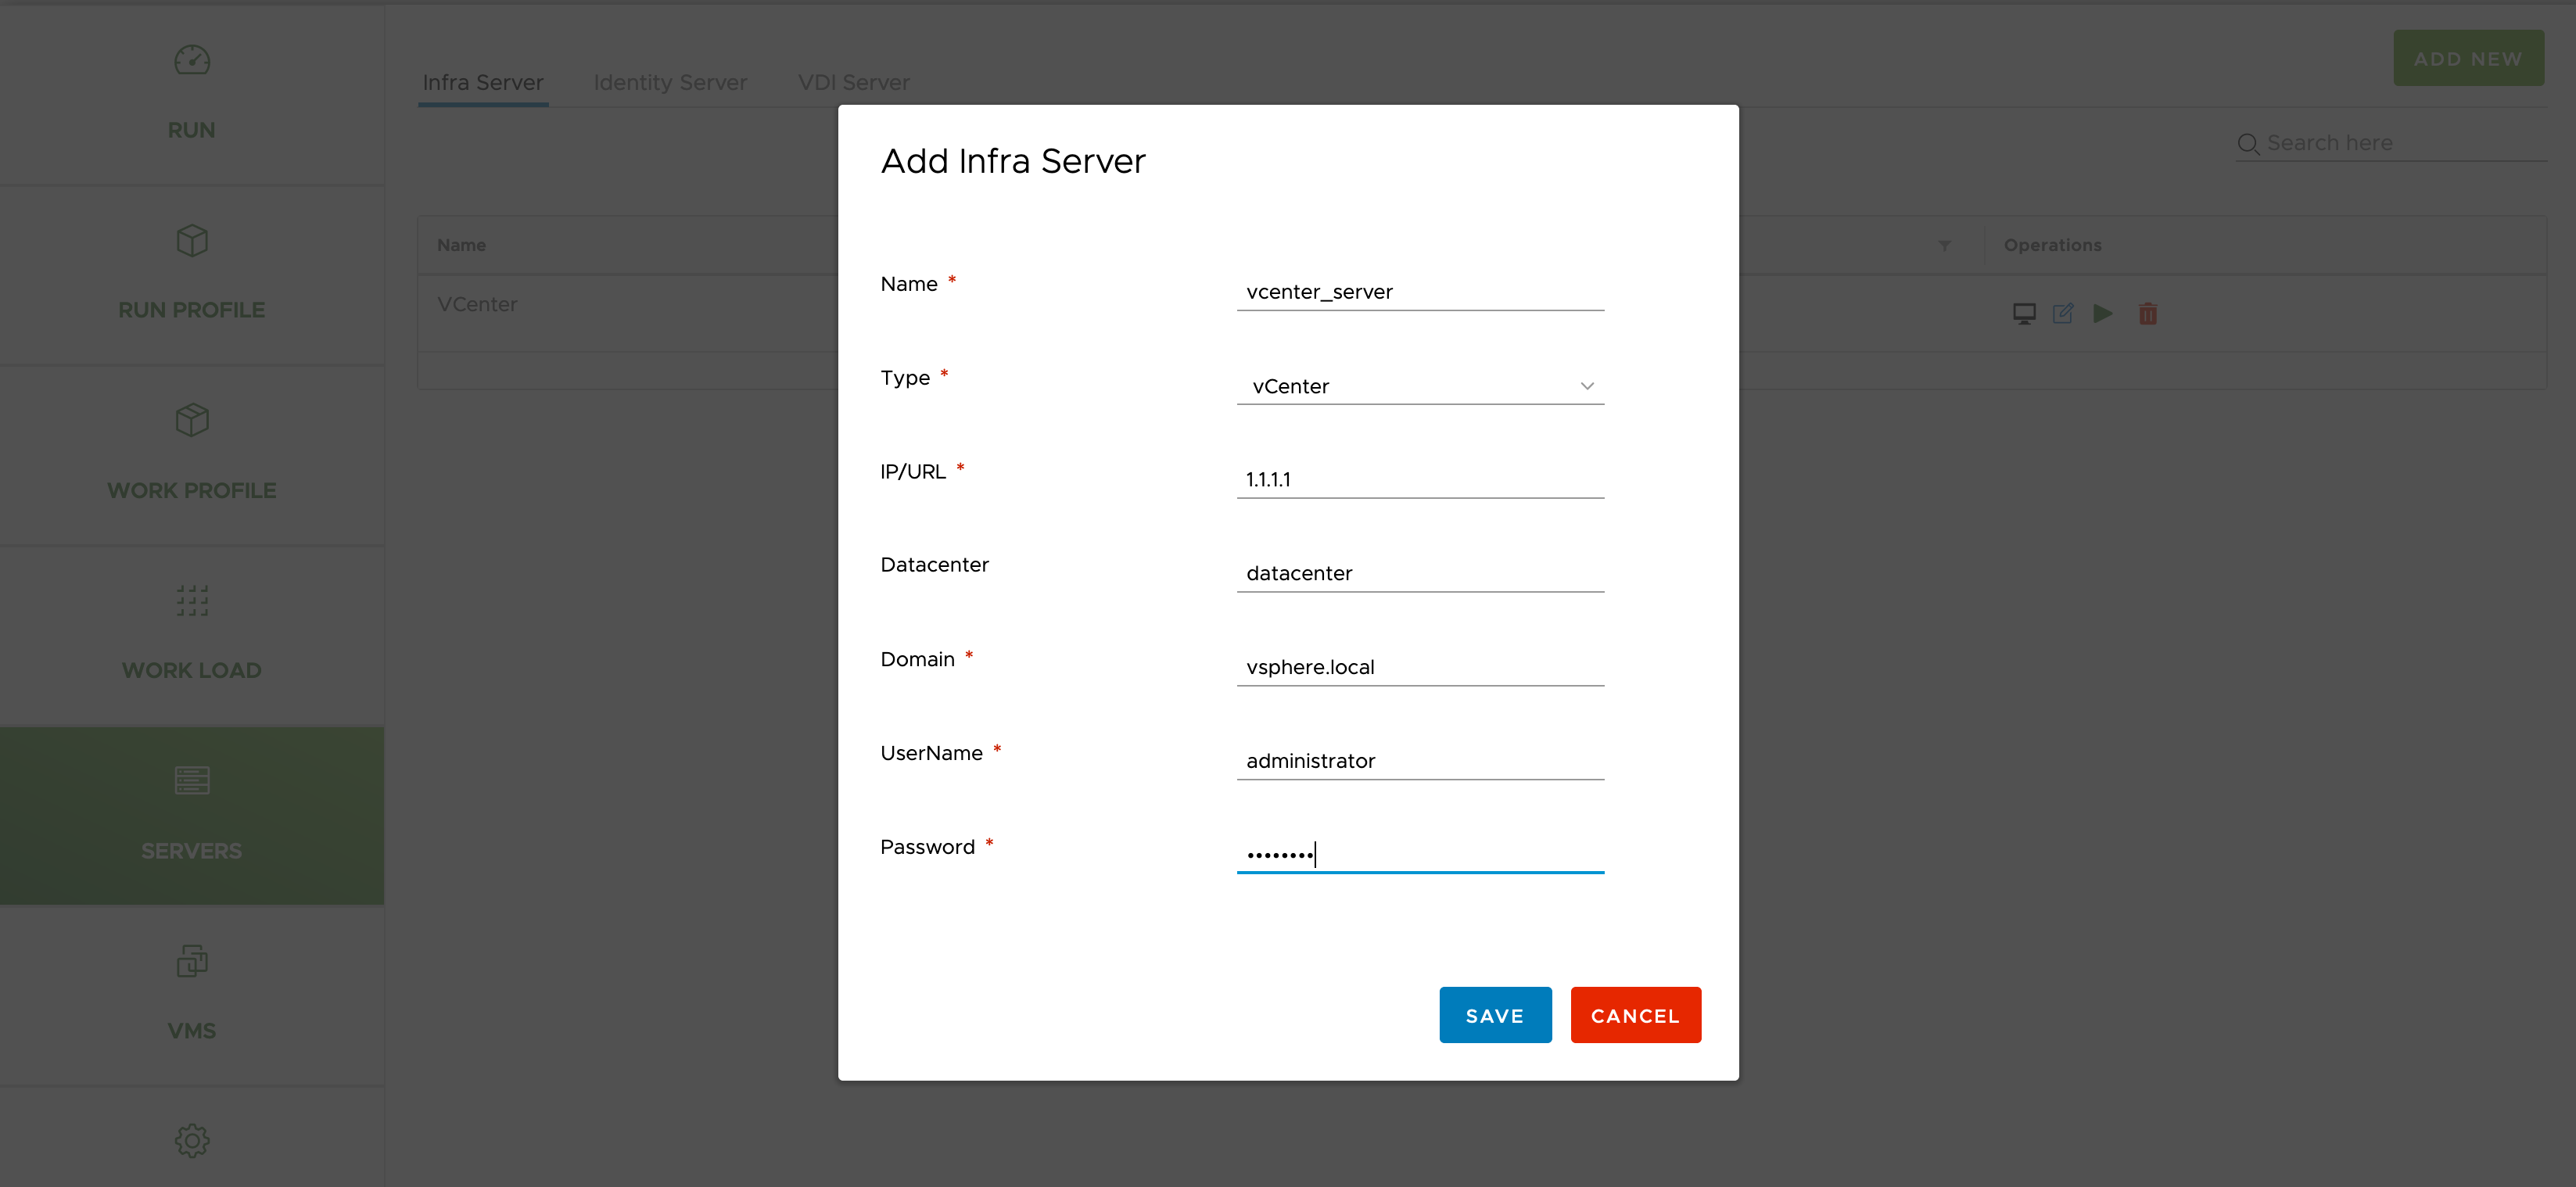 RUN
RUN PROFILE
WORK PROFILE
WORK LOAD
SERVERS
VMS
Infra Server Identity Server VDI Server
ADD NEW
Search here
Name Operations
VCenter
Add Infra Server
Name * vcenter_server
Type * vCenter
IP/URL * 1.1.1.1
Datacenter datacenter
Domain * vsphere.local
UserName * administrator
Password * ••••••••
SAVE CANCEL